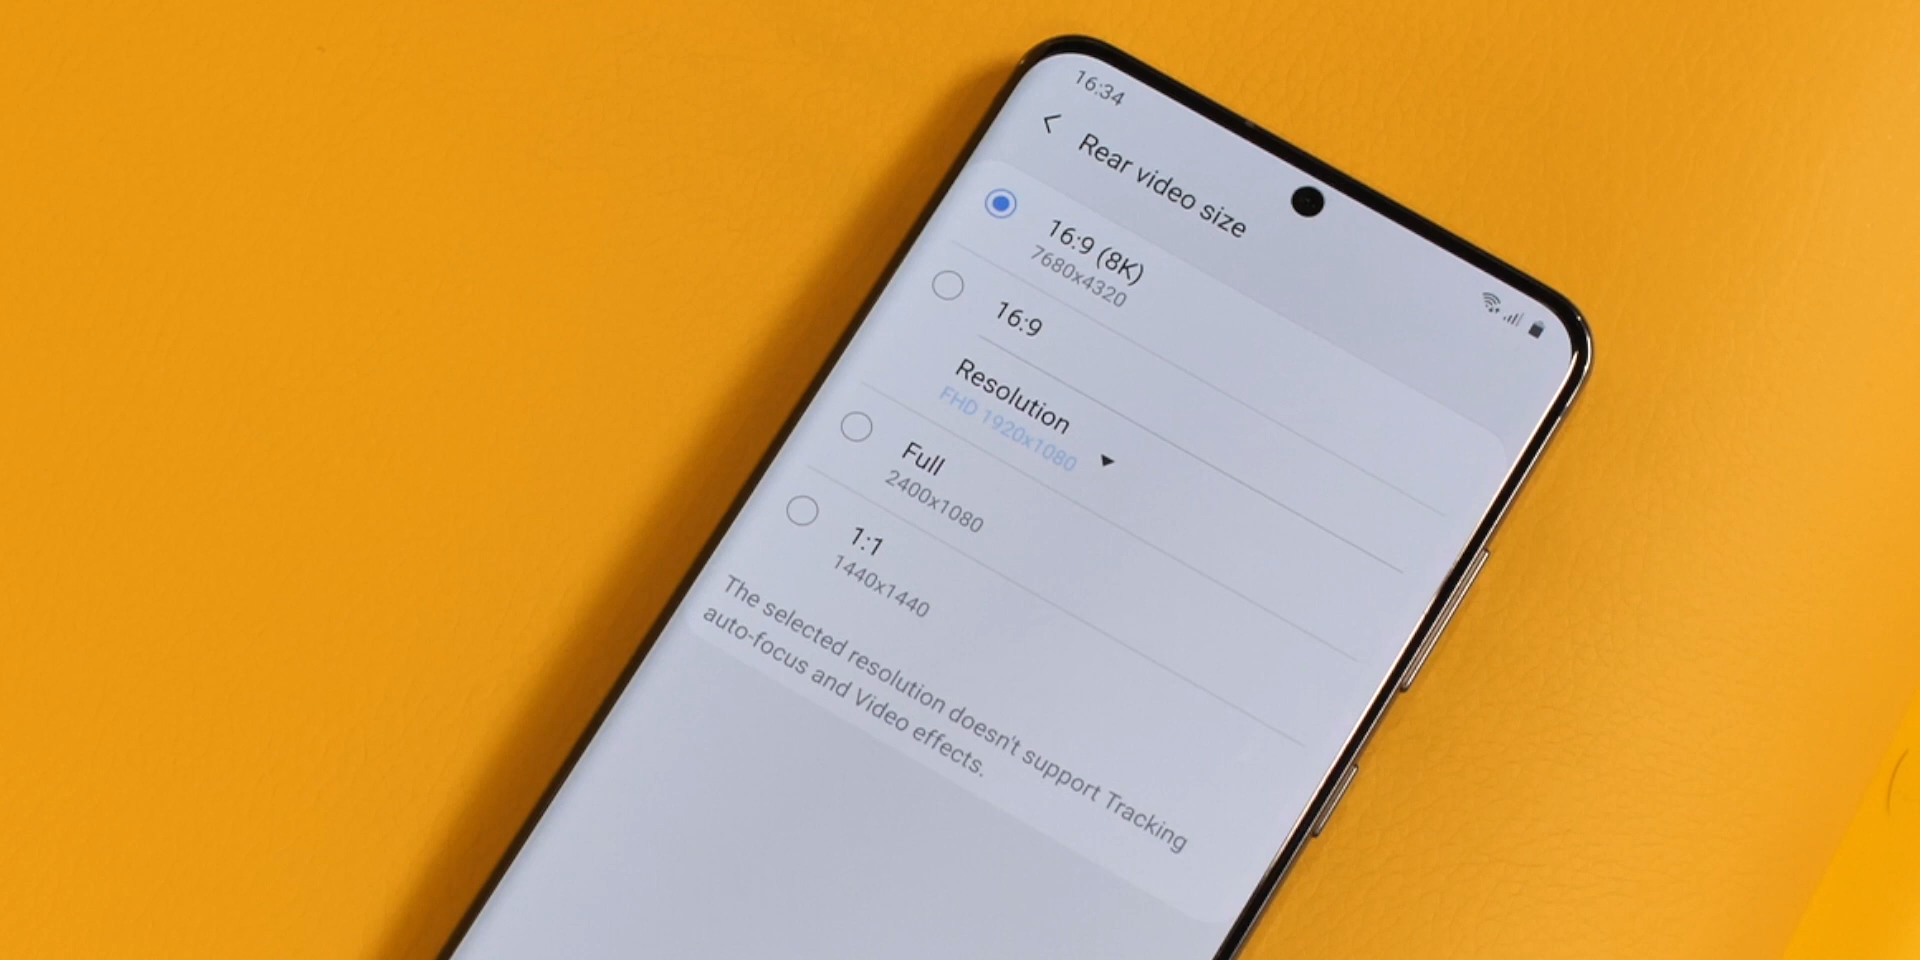 16:34
Rear video size
16:9 (8K)
7680x4320
16:9
Resolution
FHD 1920x1080
Full
2400x1080
1:1
1440x1440
The selected resolution doesn't support Tracking
auto-focus and Video effects.